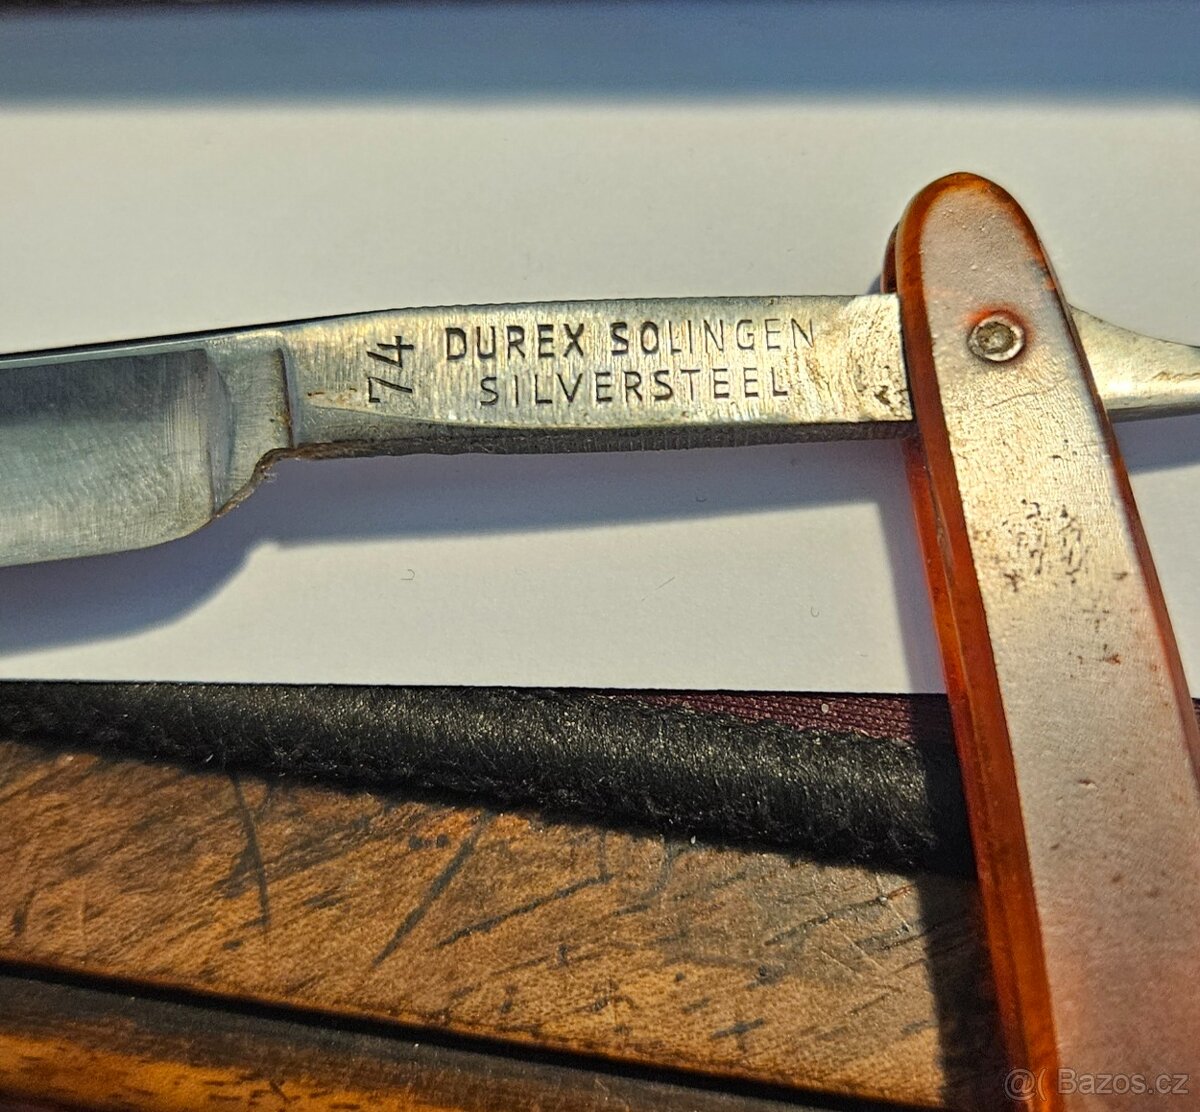 74
DUREX SOLINGEN
SILVERSTEEL
@( Bazos.cz